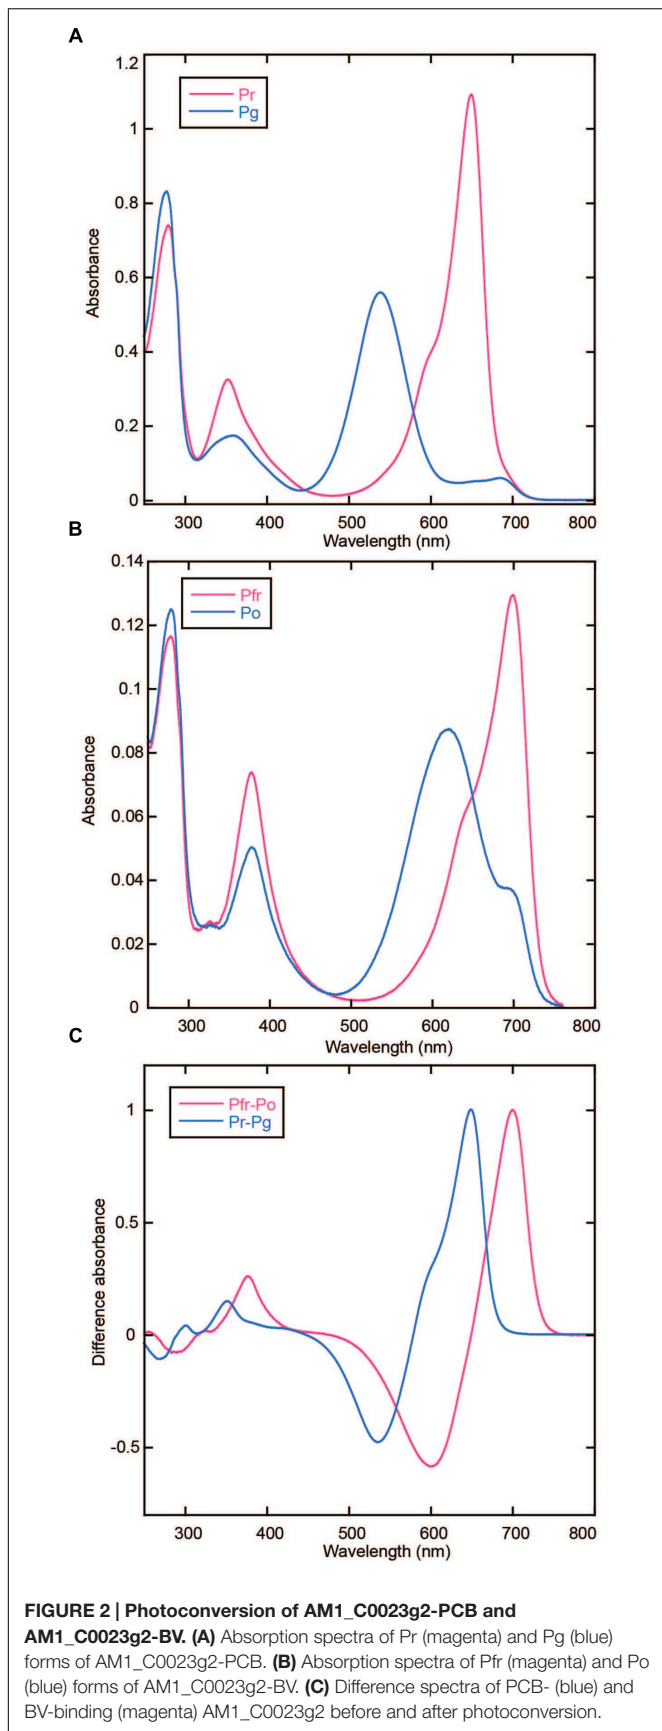 A
1.2
1
0.8
0.6
0.4
0.2
0
Absorbance
Pr
Pg
300 400 500 600 700 800
Wavelength (nm)
B
0.14
0.12
0.1
0.08
0.06
0.04
0.02
0
Absorbance
Pfr
Po
300 400 500 600 700 800
Wavelength (nm)
C
1
0.5
0
-0.5
Difference absorbance
Pfr-Po
Pr-Pg
300 400 500 600 700 800
Wavelength (nm)
FIGURE 2 | Photoconversion of AM1_C0023g2-PCB and
AM1_C0023g2-BV. (A) Absorption spectra of Pr (magenta) and Pg (blue)
forms of AM1_C0023g2-PCB. (B) Absorption spectra of Pfr (magenta) and Po
(blue) forms of AM1_C0023g2-BV. (C) Difference spectra of PCB- (blue) and
BV-binding (magenta) AM1_C0023g2 before and after photoconversion.